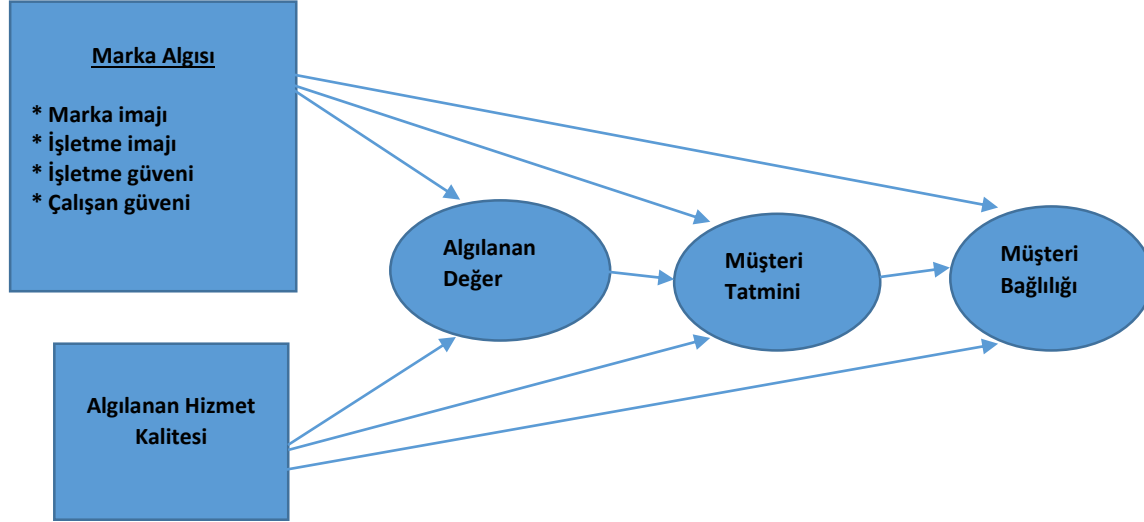 Marka Algısı
* Marka imajı
* İşletme imajı
* İşletme güveni
* Çalışan güveni
Algılanan
Değer
Müşteri
Tatmini
Müşteri
Bağlılığı
Algılanan Hizmet
Kalitesi